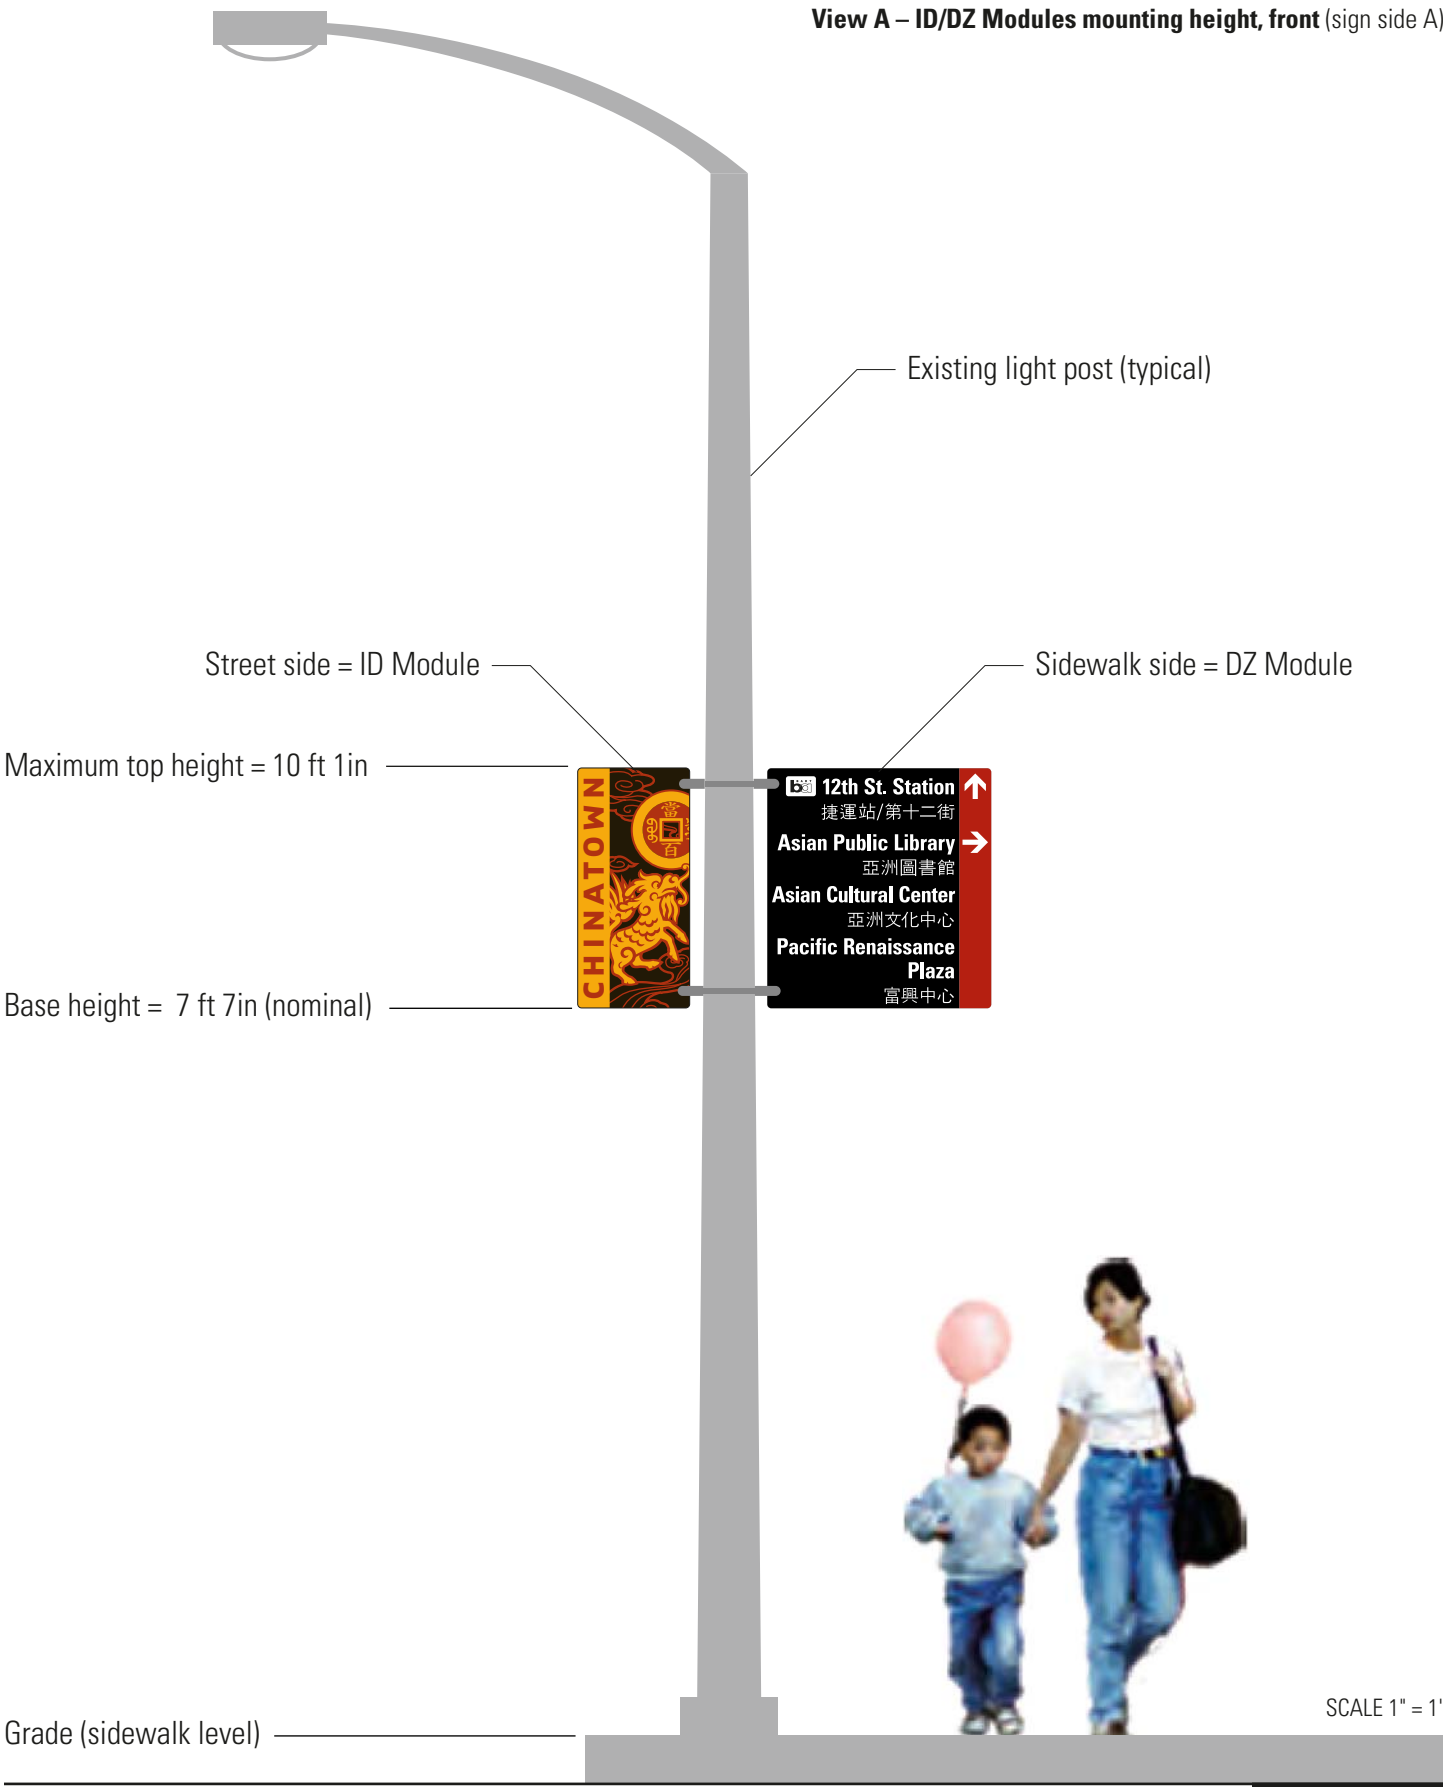 View A – ID/DZ Modules mounting height, front (sign side A)
Existing light post (typical)
Street side = ID Module
Sidewalk side = DZ Module
Maximum top height = 10 ft 1in
CHINATOWN
當
百
12th St. Station
捷運站/第十二街
Asian Public Library
亞洲圖書館
Asian Cultural Center
亞洲文化中心
Pacific Renaissance
Plaza
富興中心
Base height = 7 ft 7in (nominal)
SCALE 1" = 1'
Grade (sidewalk level)